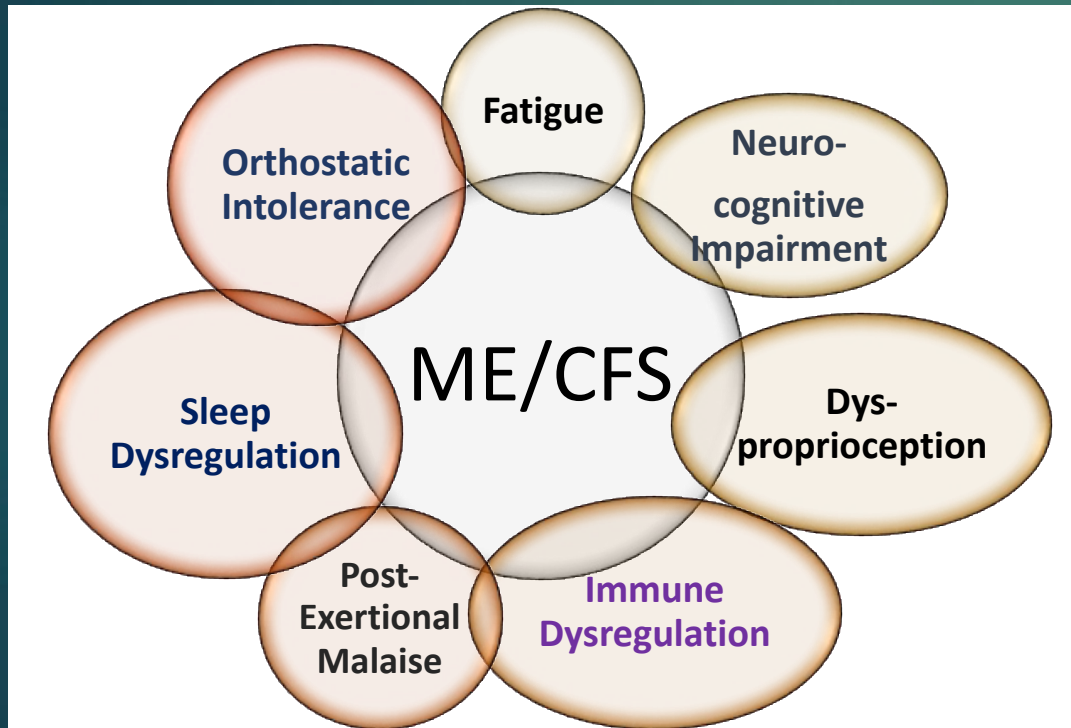 Fatigue
Neuro-
cognitive
Impairment
Orthostatic
Intolerance
ME/CFS
Dys-
proprioception
Sleep
Dysregulation
Immune
Dysregulation
Post-
Exertional
Malaise